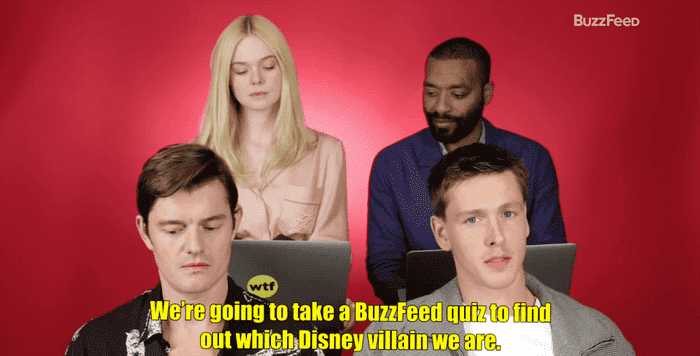 BuzzFeed
wtf
We're going to take a BuzzFeed quiz to find
out which Disney villain we are.